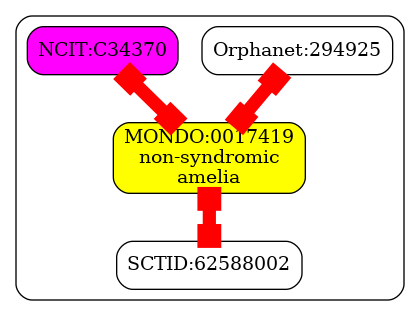 NCIT:C34370
Orphanet:294925
MONDO:0017419
non-syndromic
amelia
SCTID:62588002